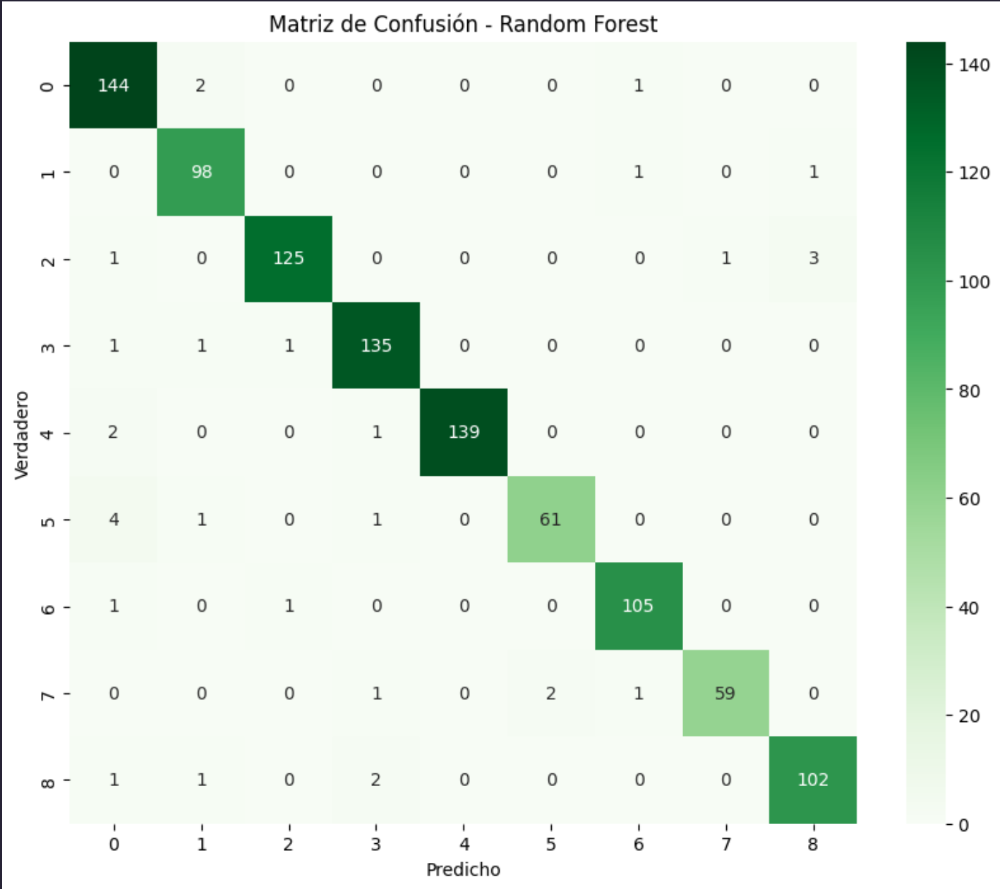 Matriz de Confusión - Random Forest
0 144 2 0 0 0 0 1 0 0
1 0 98 0 0 0 0 1 0 1
2 1 0 125 0 0 0 0 1 3
3 1 1 1 135 0 0 0 0 0
4 2 0 0 1 139 0 0 0 0
5 4 1 0 1 0 61 0 0 0
6 1 0 1 0 0 0 105 0 0
7 0 0 0 1 0 2 1 59 0
8 1 1 0 2 0 0 0 0 102
0 1 2 3 4 5 6 7 8
Verdadero
Predicho
140
120
100
80
60
40
20
0